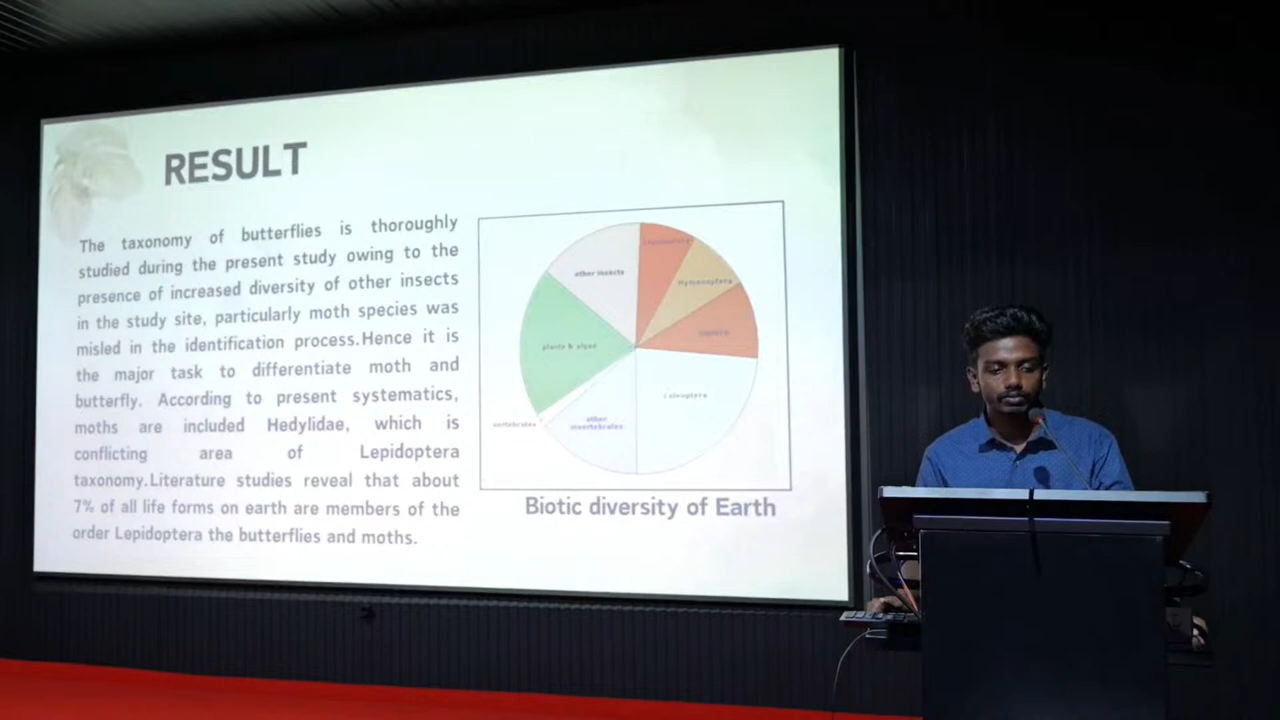 RESULT
The taxonomy of butterflies is thoroughly
studied during the present study owing to the
presence of increased diversity of other insects
in the study site, particularly moth species was
misled in the identification process.Hence it is
the major task to differentiate moth and
butterfly. According to present systematics,
moths are included Hedylidae, which is
conflicting area of Lepidoptera
taxonomy.Literature studies reveal that about
7% of all life forms on earth are members of the
order Lepidoptera the butterflies and moths.
other insects
Hymenoptera
plants & algae
Coleoptera
vertebrates
other
invertebrates
Biotic diversity of Earth